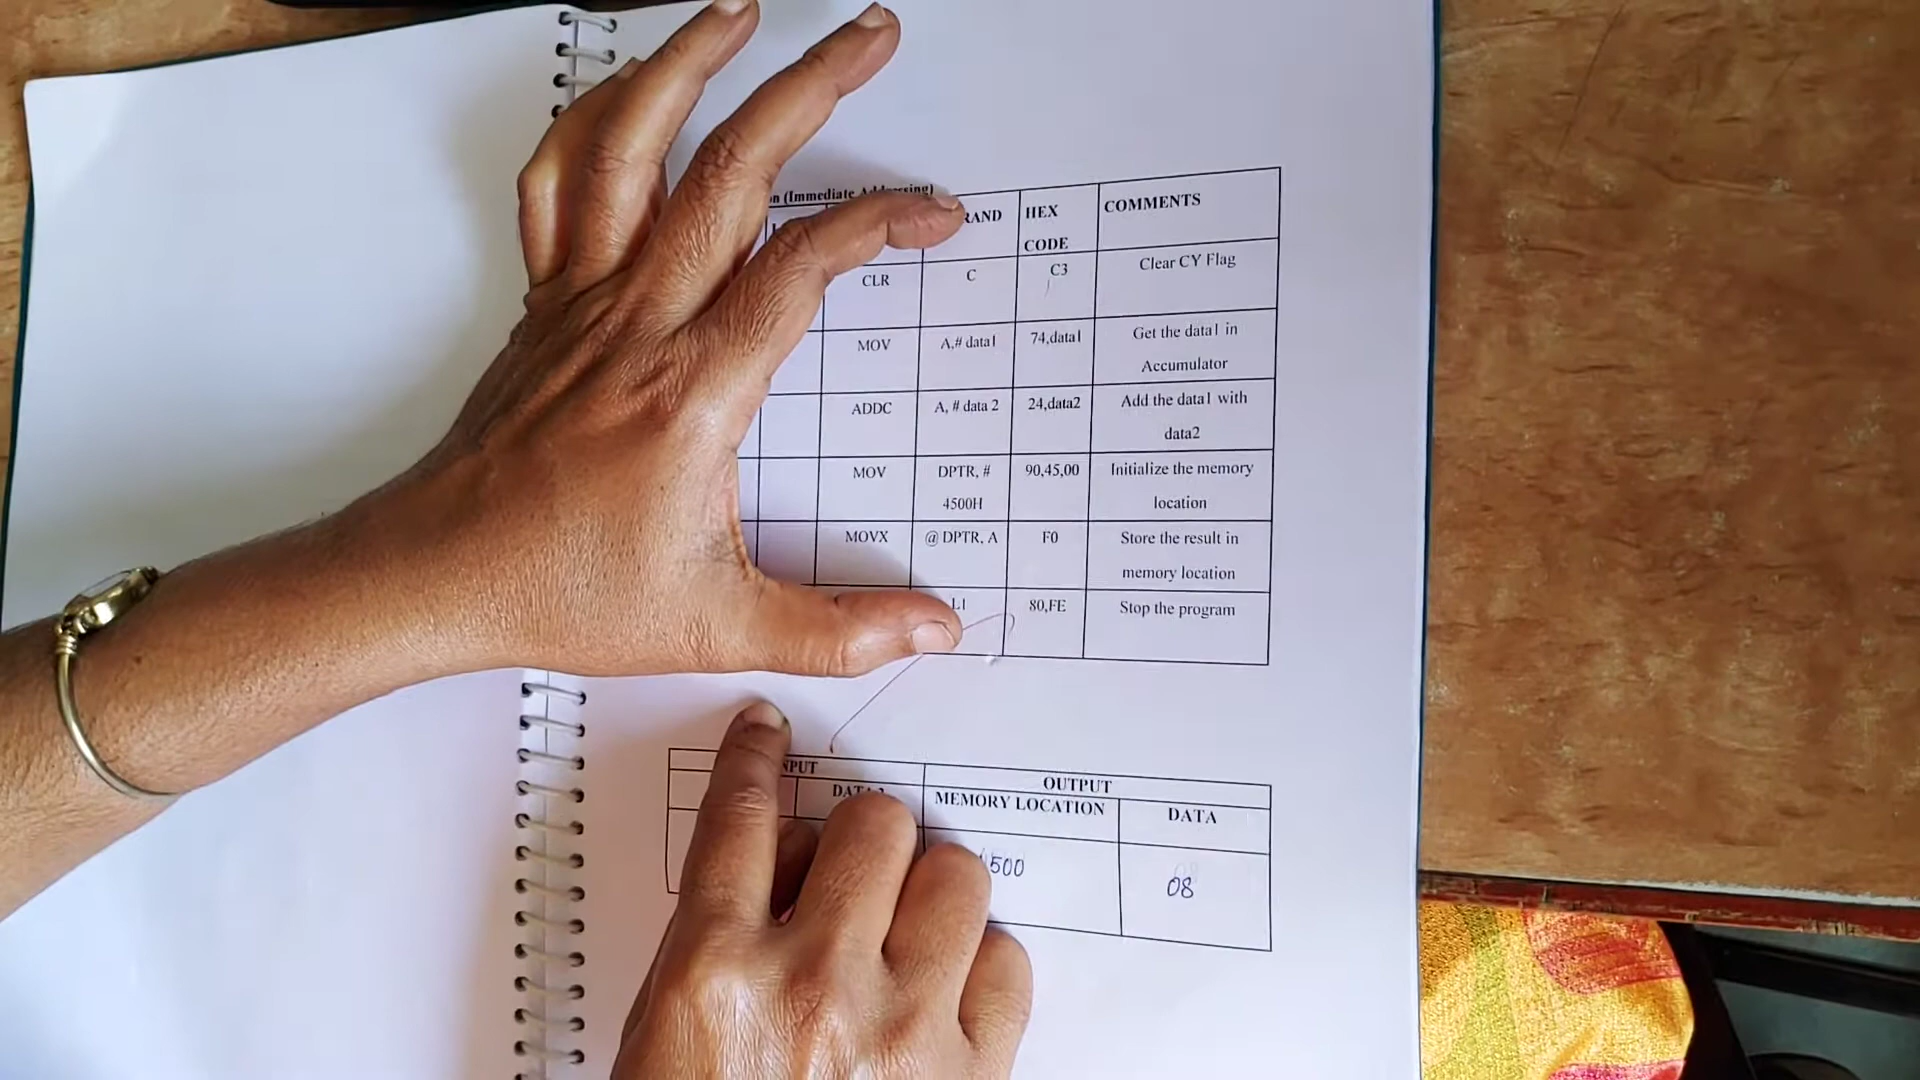 n (Immediate Addressing)
RAND HEX CODE COMMENTS
CLR C C3 Clear CY Flag
MOV A,# data1 74,data1 Get the data1 in
Accumulator
ADDC A, # data 2 24,data2 Add the data1 with
data2
MOV DPTR, # 90,45,00 Initialize the memory
4500H location
MOVX @ DPTR, A F0 Store the result in
memory location
L1 80,FE Stop the program
NPUT OUTPUT
MEMORY LOCATION DATA
500 08